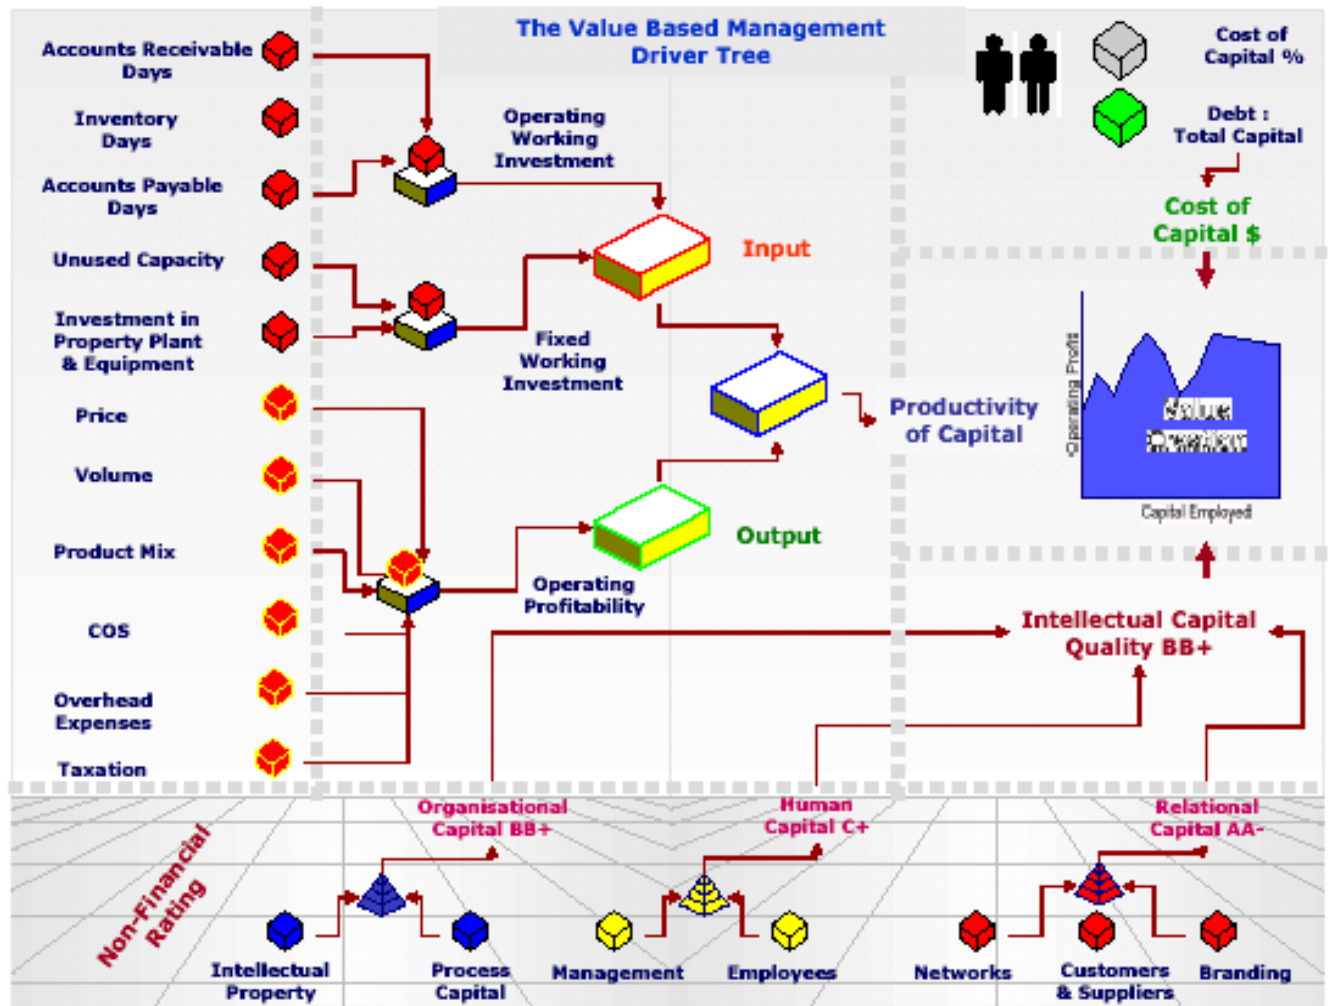 The Value Based Management
Driver Tree
Accounts Receivable
Days
Inventory
Days
Accounts Payable
Days
Unused Capacity
Investment in
Property Plant
& Equipment
Price
Volume
Product Mix
COS
Overhead
Expenses
Taxation
Operating
Working
Investment
Fixed
Working
Investment
Operating
Profitability
Input
Output
Productivity
of Capital
Cost of
Capital %
Debt :
Total Capital
Cost of
Capital $
Operating Profit
Value
Creation
Capital Employed
Intellectual Capital
Quality BB+
Non-Financial
Rating
Organisational
Capital BB+
Human
Capital C+
Relational
Capital AA-
Intellectual
Property
Process
Capital
Management
Employees
Networks
Customers
& Suppliers
Branding